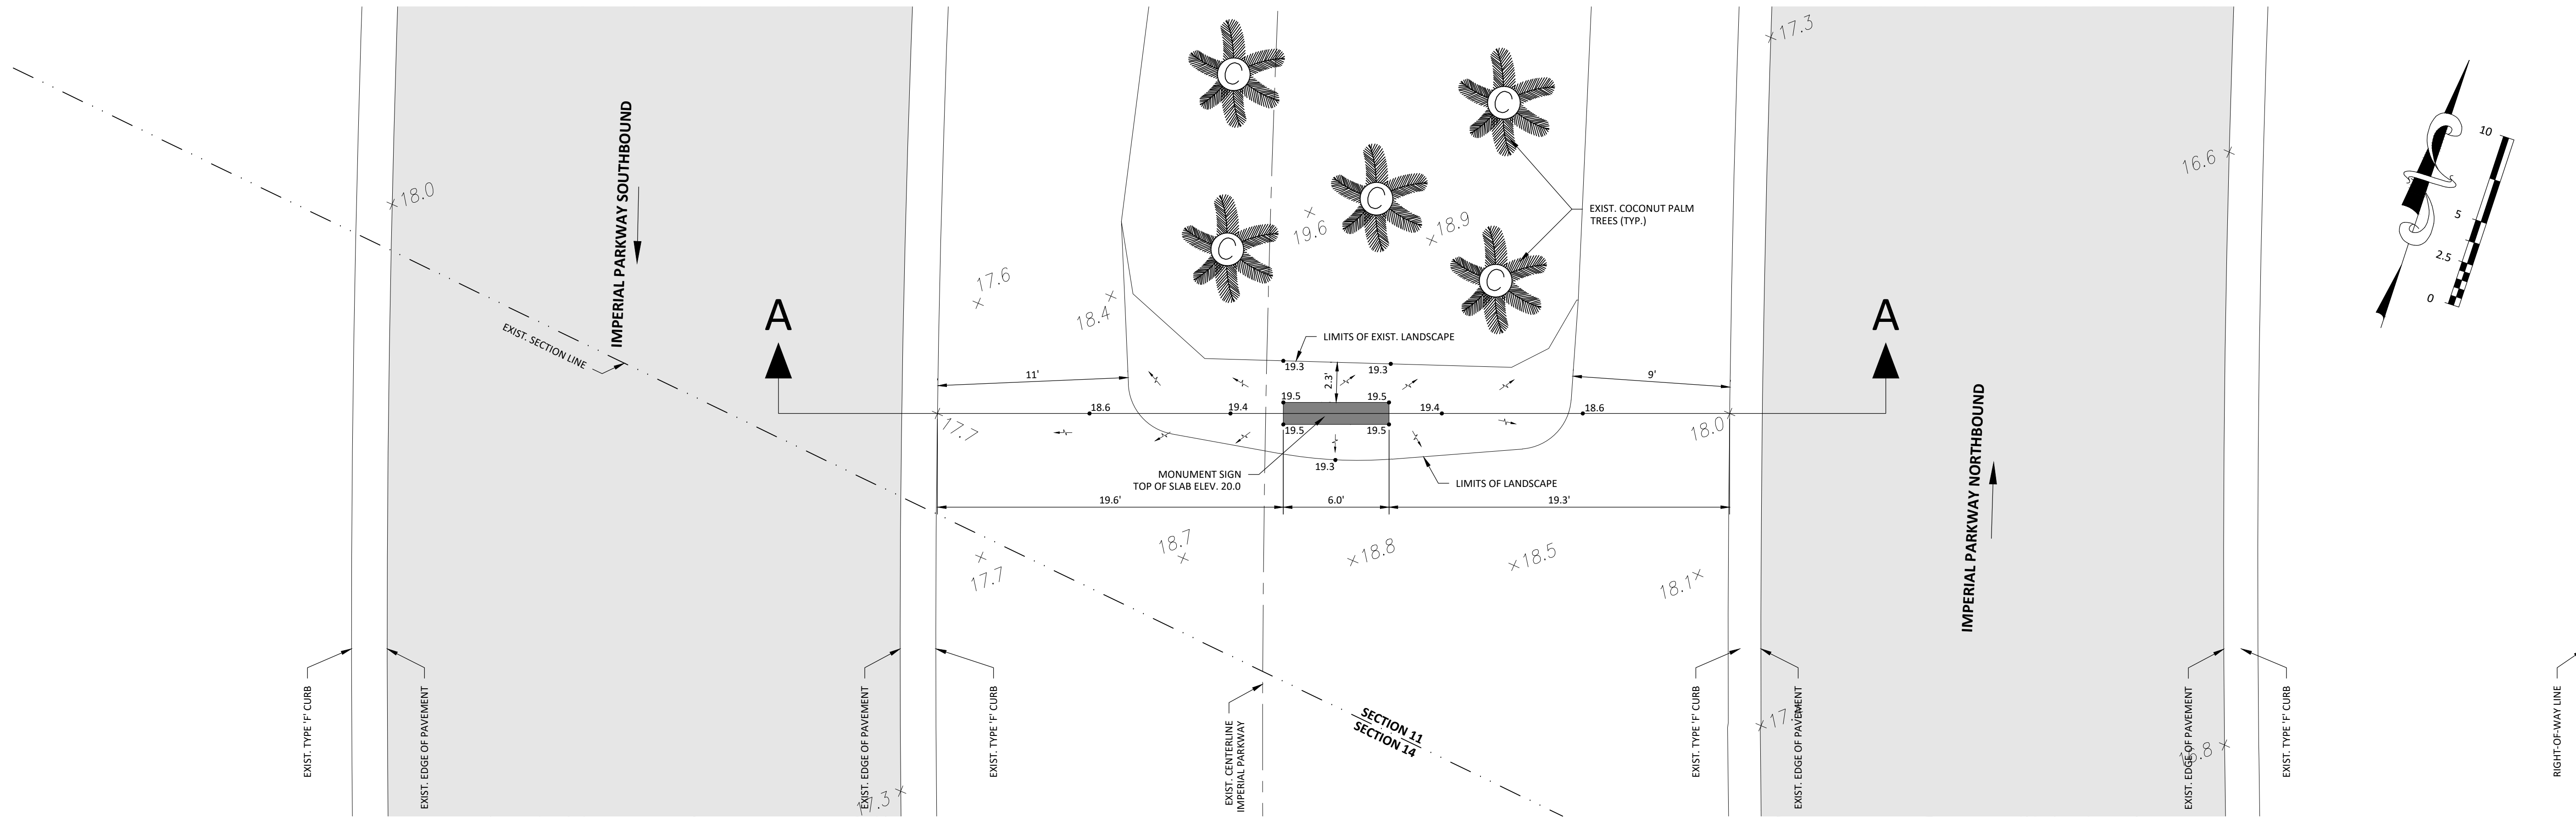 17.3
10
16.6
5
2.5
0
18.0
IMPERIAL PARKWAY SOUTHBOUND
C
C
C
C
C
EXIST. COCONUT PALM
TREES (TYP.)
19.6
18.9
17.6
18.4
A
A
EXIST. SECTION LINE
LIMITS OF EXIST. LANDSCAPE
19.3
19.3
2.3'
11'
9'
19.5
19.5
18.6
19.4
19.4
18.6
17.7
19.5
19.5
18.0
19.3
MONUMENT SIGN
TOP OF SLAB ELEV. 20.0
LIMITS OF LANDSCAPE
19.6'
6.0'
19.3'
IMPERIAL PARKWAY NORTHBOUND
18.7
17.7
18.8
18.5
18.1
SECTION 11
SECTION 14
EXIST. TYPE 'F' CURB
EXIST. EDGE OF PAVEMENT
EXIST. EDGE OF PAVEMENT
17.3
EXIST. TYPE 'F' CURB
EXIST. CENTERLINE
IMPERIAL PARKWAY
EXIST. TYPE 'F' CURB
EXIST. EDGE OF PAVEMENT
EXIST. EDGE OF PAVEMENT
16.8
EXIST. TYPE 'F' CURB
RIGHT-OF-WAY LINE